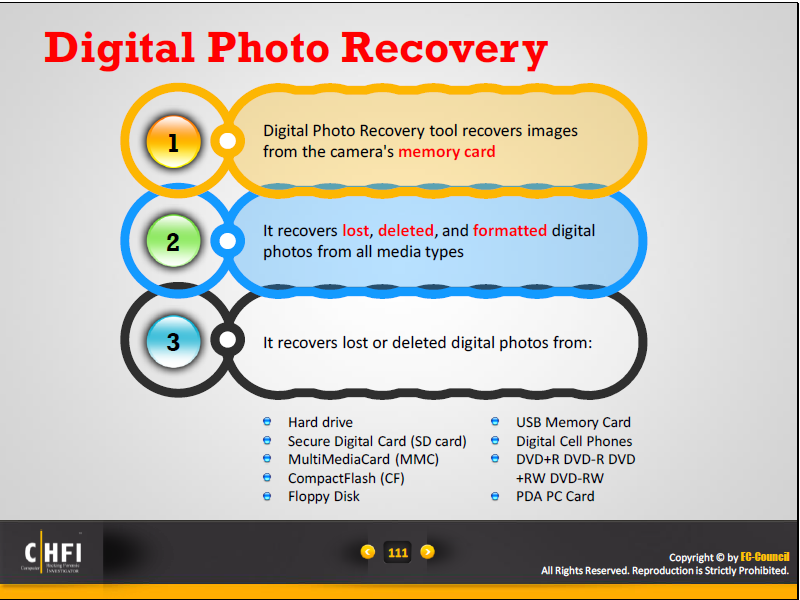 Digital Photo Recovery
1
Digital Photo Recovery tool recovers images
from the camera's memory card
2
It recovers lost, deleted, and formatted digital
photos from all media types
3
It recovers lost or deleted digital photos from:
Hard drive
Secure Digital Card (SD card)
MultiMediaCard (MMC)
CompactFlash (CF)
Floppy Disk
USB Memory Card
Digital Cell Phones
DVD+R DVD-R DVD
+RW DVD-RW
PDA PC Card
CHFI
Computer Hacking Forensic
INVESTIGATOR
111
Copyright © by EC-Council
All Rights Reserved. Reproduction is Strictly Prohibited.